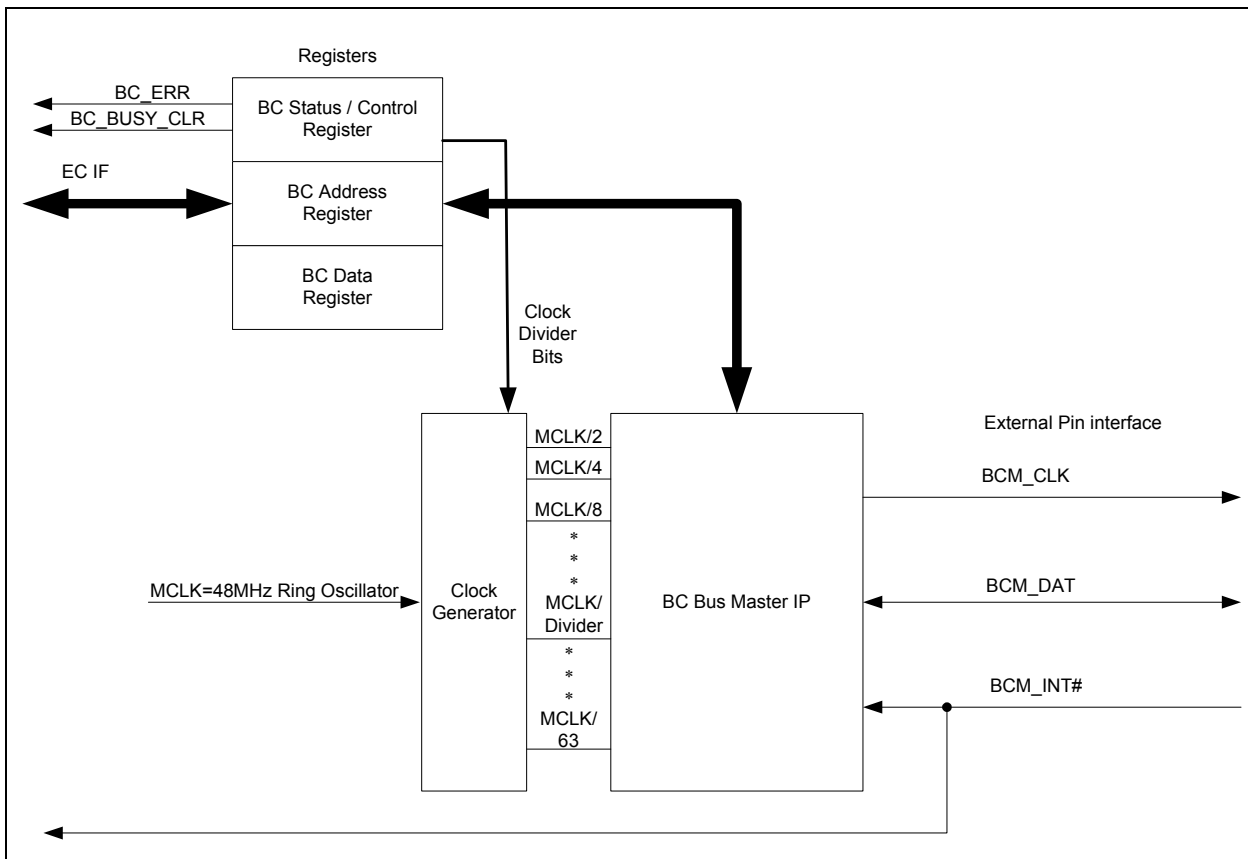 Registers
BC_ERR
BC_BUSY_CLR
BC Status / Control
Register
EC IF
BC Address
Register
BC Data
Register
Clock
Divider
Bits
MCLK/2
MCLK/4
MCLK/8
*
*
*
MCLK/
Divider
*
*
*
MCLK/
63
MCLK=48MHz Ring Oscillator
Clock
Generator
BC Bus Master IP
External Pin interface
BCM_CLK
BCM_DAT
BCM_INT#